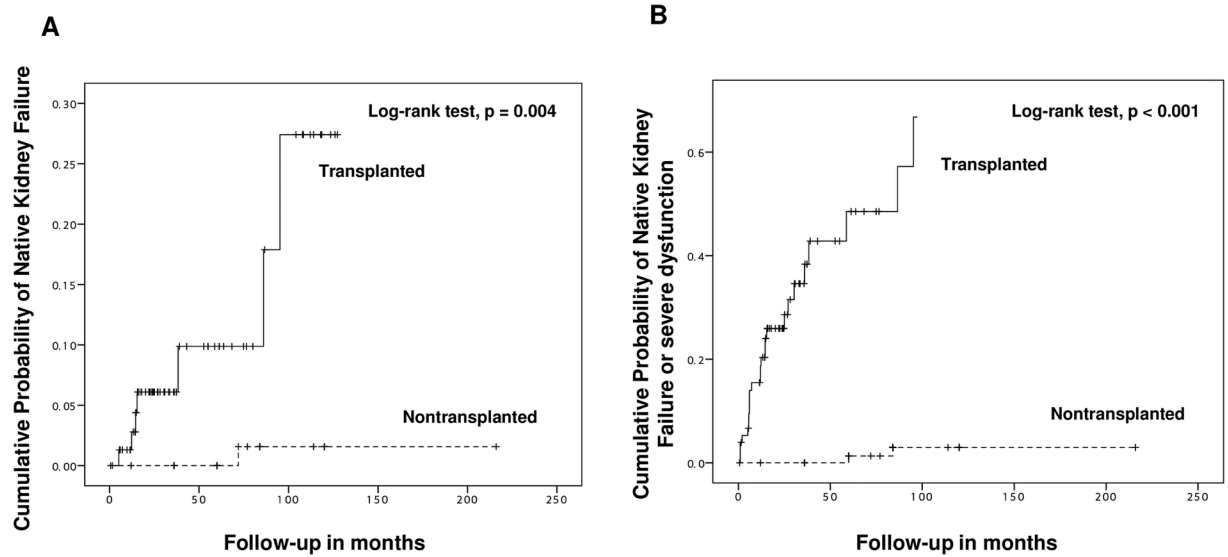 A
Cumulative Probability of Native Kidney Failure
0.30
0.25
0.20
0.15
0.10
0.05
0.00
Log-rank test, p = 0.004
Transplanted
Nontransplanted
0 50 100 150 200 250
Follow-up in months
B
Cumulative Probability of Native Kidney
Failure or severe dysfunction
0.6
0.4
0.2
0.0
Log-rank test, p < 0.001
Transplanted
Nontransplanted
0 50 100 150 200 250
Follow-up in months